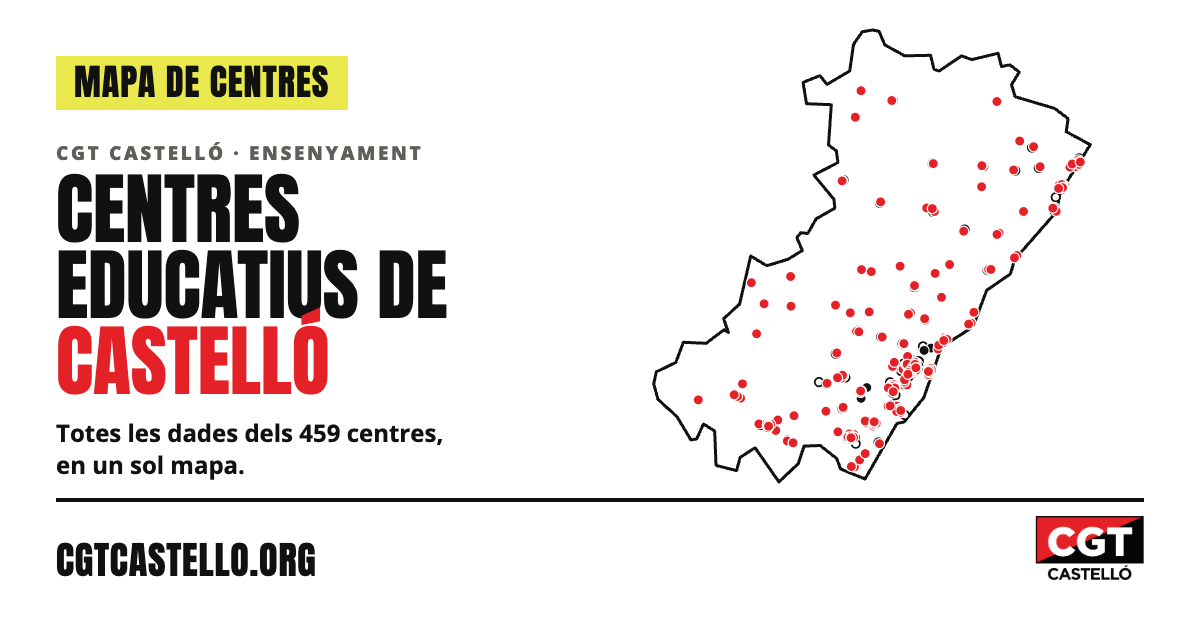 MAPA DE CENTRES
CGT CASTELLÓ · ENSENYAMENT
CENTRES
EDUCATIUS DE
CASTELLÓ
Totes les dades dels 459 centres,
en un sol mapa.
CGTCASTELLO.ORG
CGT
CASTELLÓ